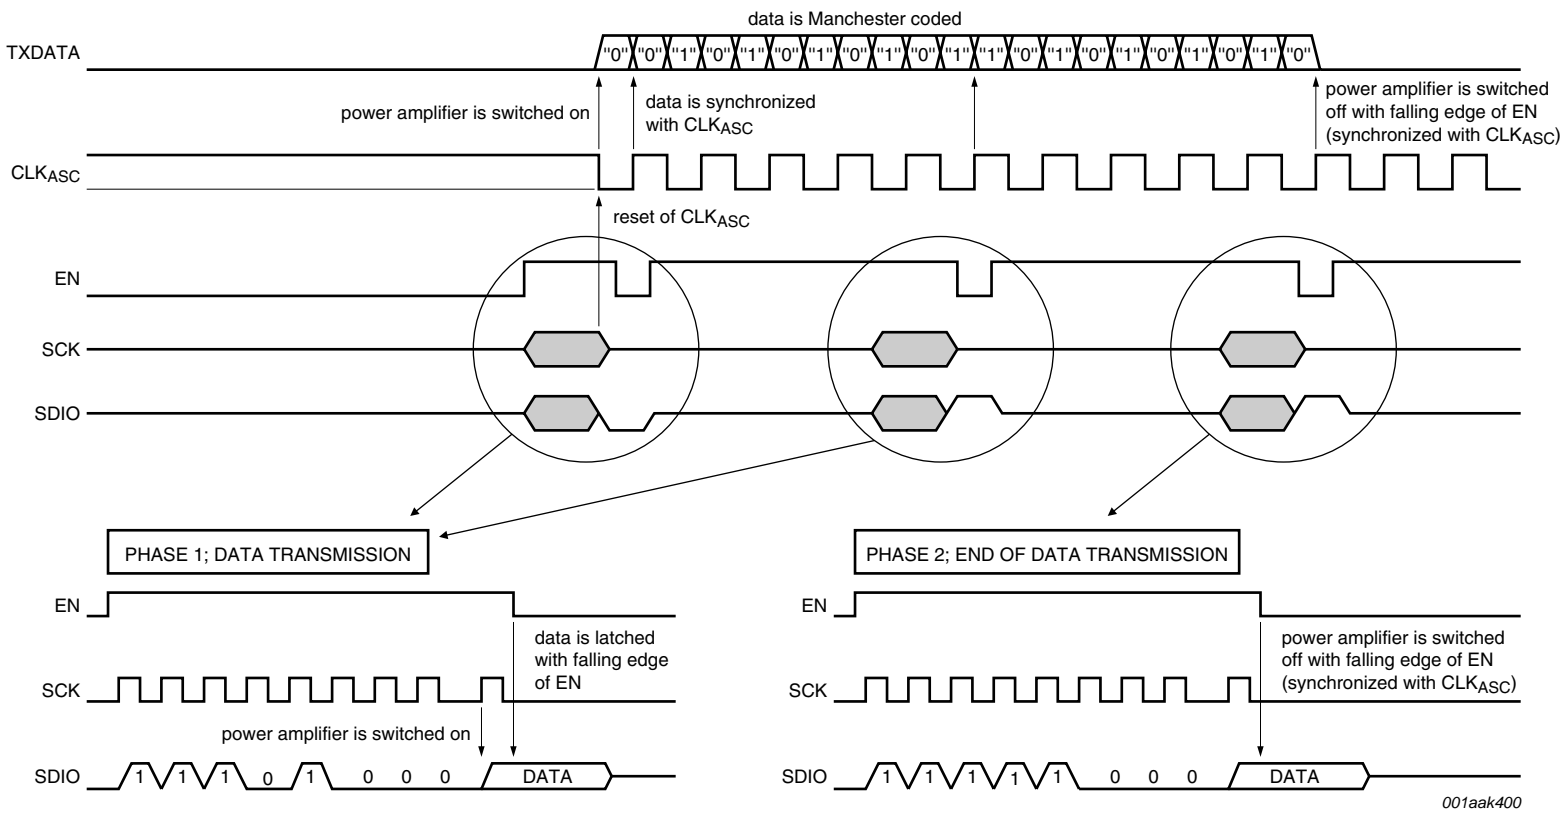 data is Manchester coded
TXDATA
"0" "0" "1" "0" "1" "0" "1" "0" "1" "0" "1" "1" "0" "1" "0" "1" "0" "1" "0" "1" "0"
power amplifier is switched on
data is synchronized
with CLKASC
power amplifier is switched
off with falling edge of EN
(synchronized with CLKASC)
CLKASC
reset of CLKASC
EN
SCK
SDIO
PHASE 1; DATA TRANSMISSION
EN
data is latched
with falling edge
of EN
SCK
power amplifier is switched on
SDIO
1 1 1 0 1 0 0 0 DATA
PHASE 2; END OF DATA TRANSMISSION
EN
power amplifier is switched
off with falling edge of EN
(synchronized with CLKASC)
SCK
SDIO
1 1 1 1 1 0 0 0 DATA
001aak400